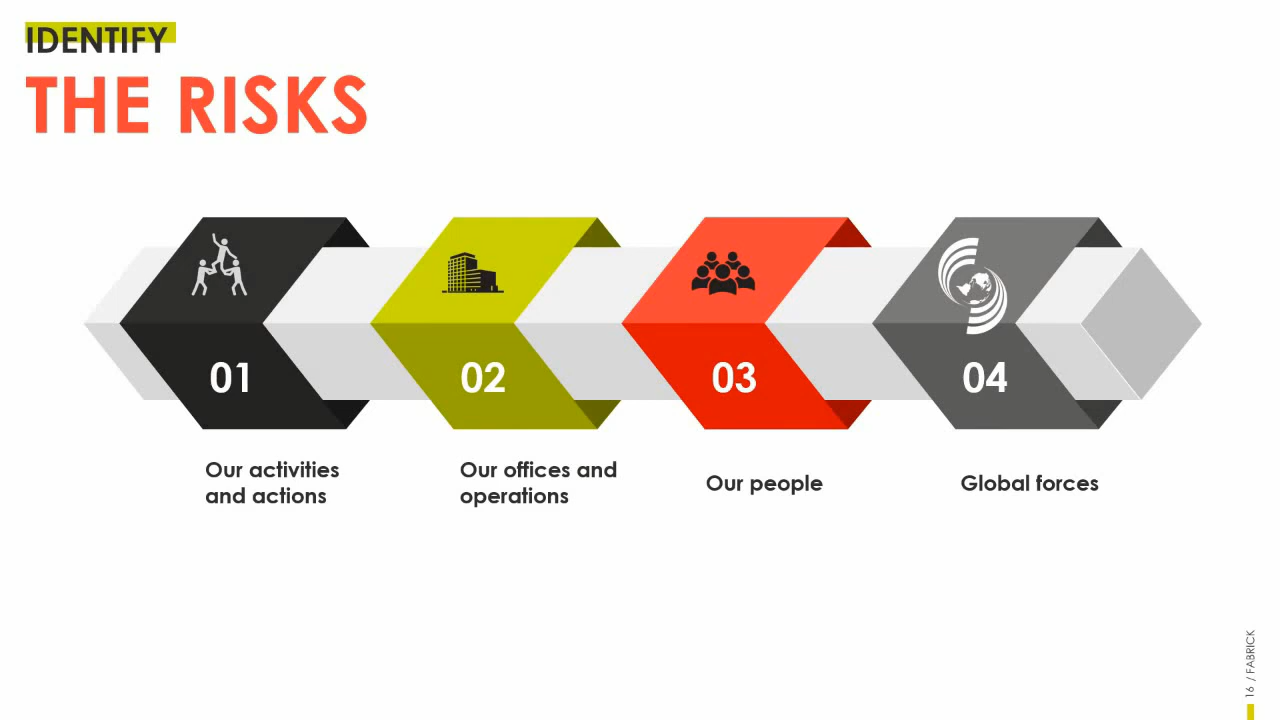 IDENTIFY
THE RISKS
01
02
03
04
Our activities
and actions
Our offices and
operations
Our people
Global forces
16 / FABRICK